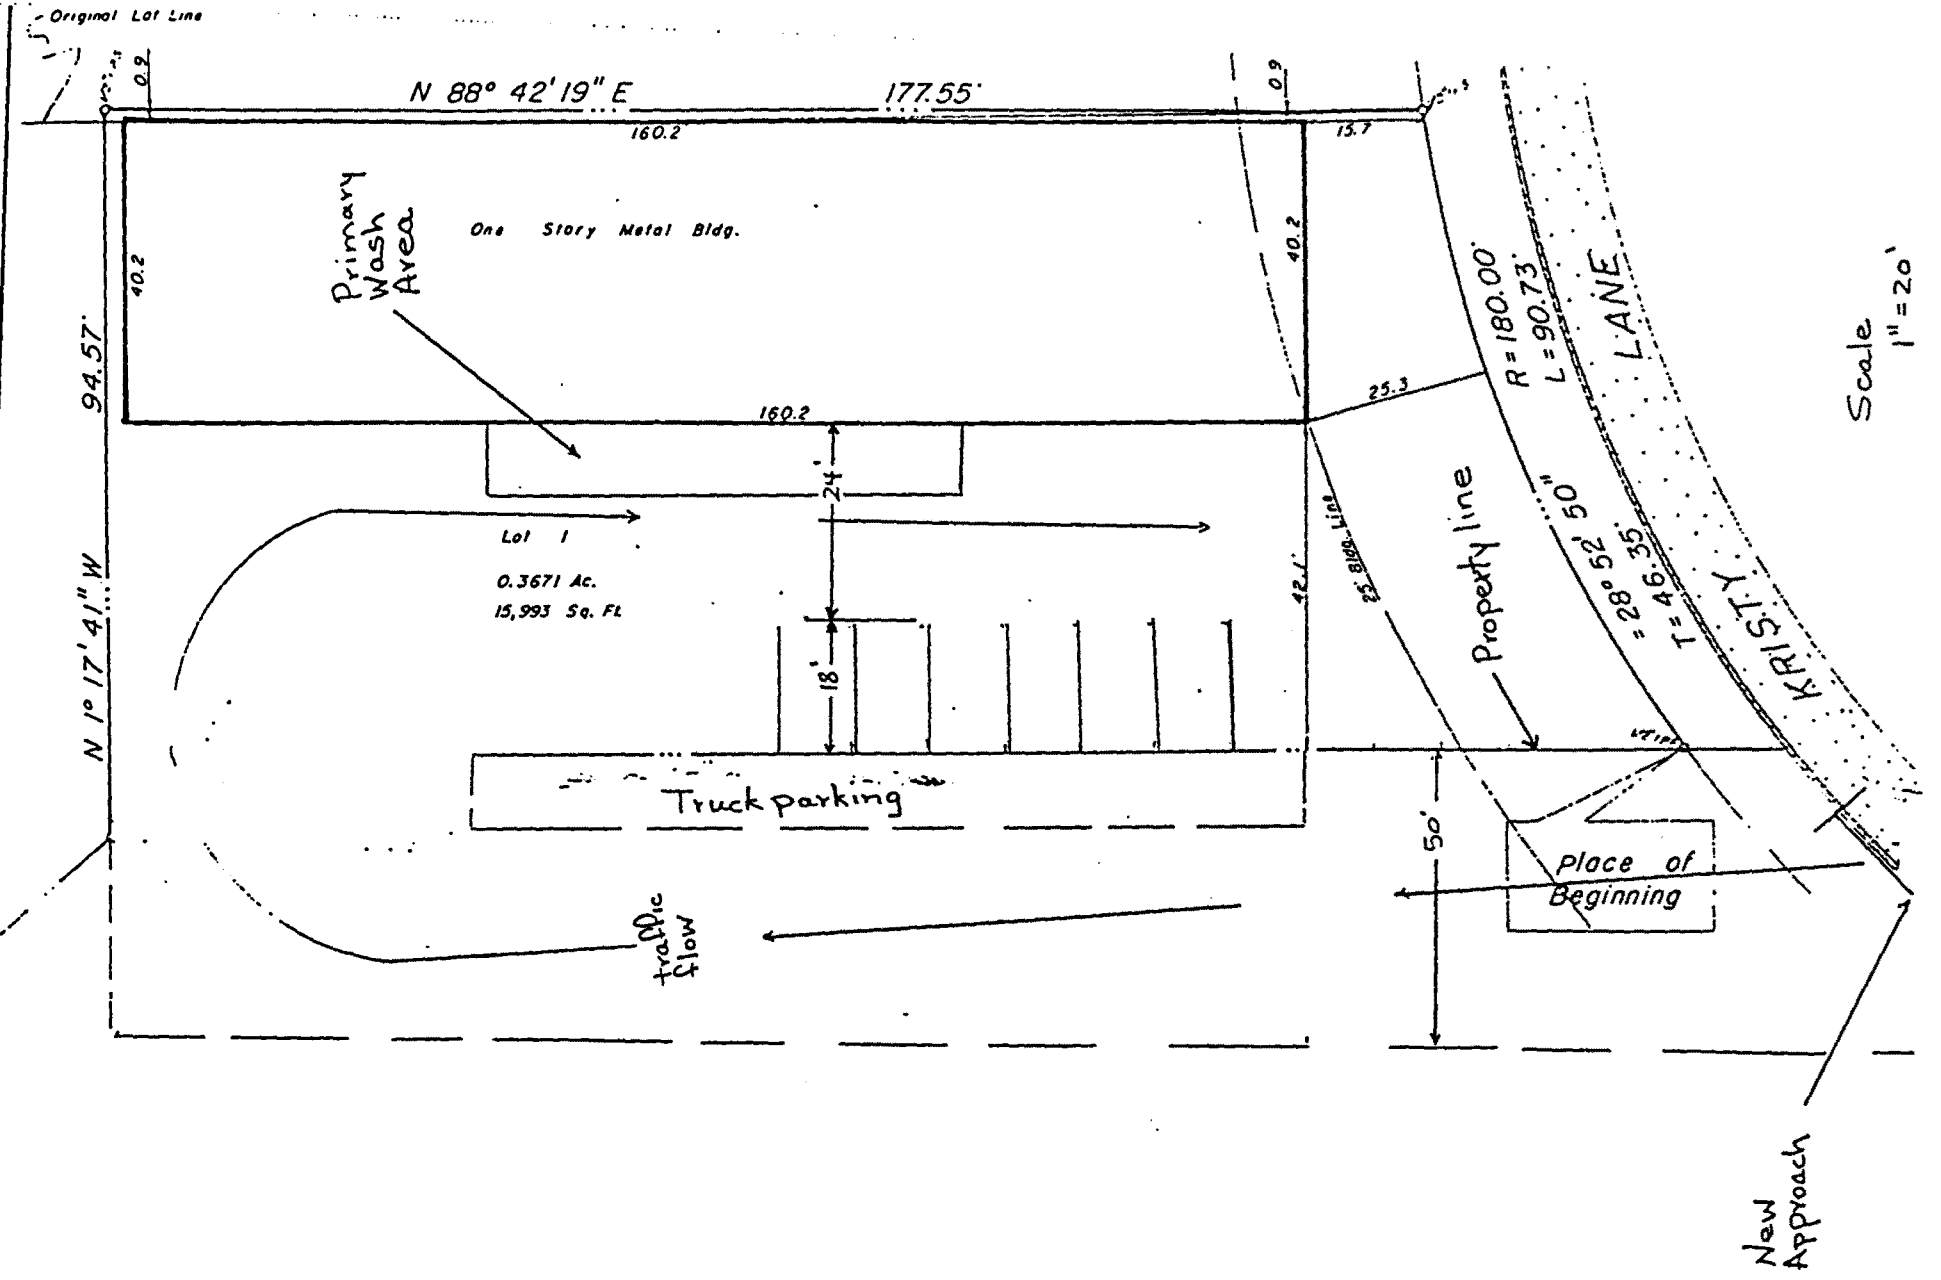 Original Lot Line
0.9
N 88° 42' 19" E
177.55'
0.9
160.2
15.7
Primary
Wash
Area
One Story Metal Bldg.
40.2
40.2
94.57'
R = 180.00'
L = 90.73'
LANE
Scale
1" = 20'
25.3
160.2
24'
Lot 1
0.3671 Ac.
15,993 Sq. Ft.
N 1° 17' 41" W
42.1'
25' Bldg. Line
Property line
= 28° 52' 50"
T = 46.35'
KRISTY
18'
Truck parking
50'
Place of
Beginning
traffic
flow
New
Approach